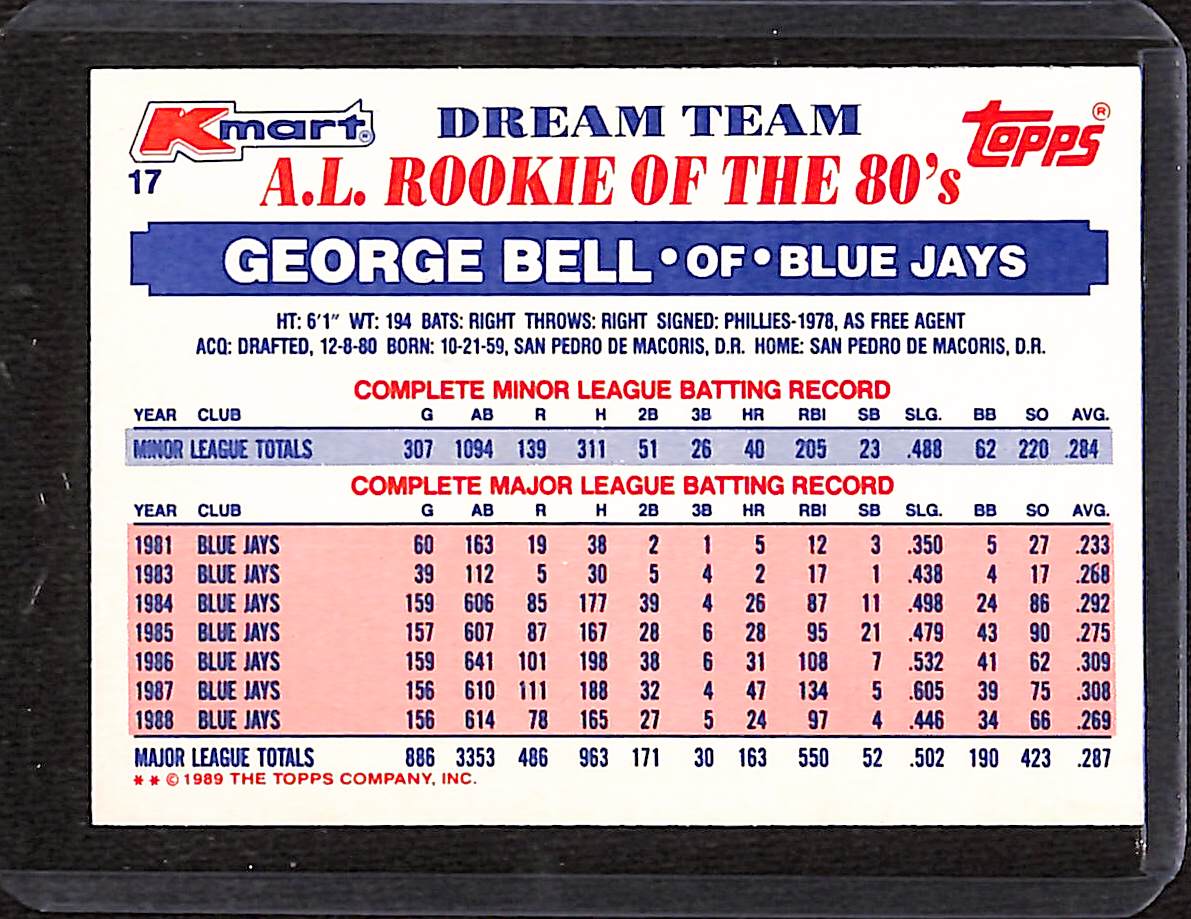 Kmart® DREAM TEAM Topps®
17 A.L. ROOKIE OF THE 80's
GEORGE BELL • OF • BLUE JAYS
HT: 6'1" WT: 194 BATS: RIGHT THROWS: RIGHT SIGNED: PHILLIES-1978, AS FREE AGENT
ACQ: DRAFTED, 12-8-80 BORN: 10-21-59, SAN PEDRO DE MACORIS, D.R. HOME: SAN PEDRO DE MACORIS, D.R.
COMPLETE MINOR LEAGUE BATTING RECORD
YEAR CLUB G AB R H 2B 3B HR RBI SB SLG. BB SO AVG.
MINOR LEAGUE TOTALS 307 1094 139 311 51 26 40 205 23 .488 62 220 .284
COMPLETE MAJOR LEAGUE BATTING RECORD
YEAR CLUB G AB R H 2B 3B HR RBI SB SLG. BB SO AVG.
1981 BLUE JAYS 60 163 19 38 2 1 5 12 3 .350 5 27 .233
1983 BLUE JAYS 39 112 5 30 5 4 2 17 1 .438 4 17 .268
1984 BLUE JAYS 159 606 85 177 39 4 26 87 11 .498 24 86 .292
1985 BLUE JAYS 157 607 87 167 28 6 28 95 21 .479 43 90 .275
1986 BLUE JAYS 159 641 101 198 38 6 31 108 7 .532 41 62 .309
1987 BLUE JAYS 156 610 111 188 32 4 47 134 5 .605 39 75 .308
1988 BLUE JAYS 156 614 78 165 27 5 24 97 4 .446 34 66 .269
MAJOR LEAGUE TOTALS 886 3353 486 963 171 30 163 550 52 .502 190 423 .287
** © 1989 THE TOPPS COMPANY, INC.